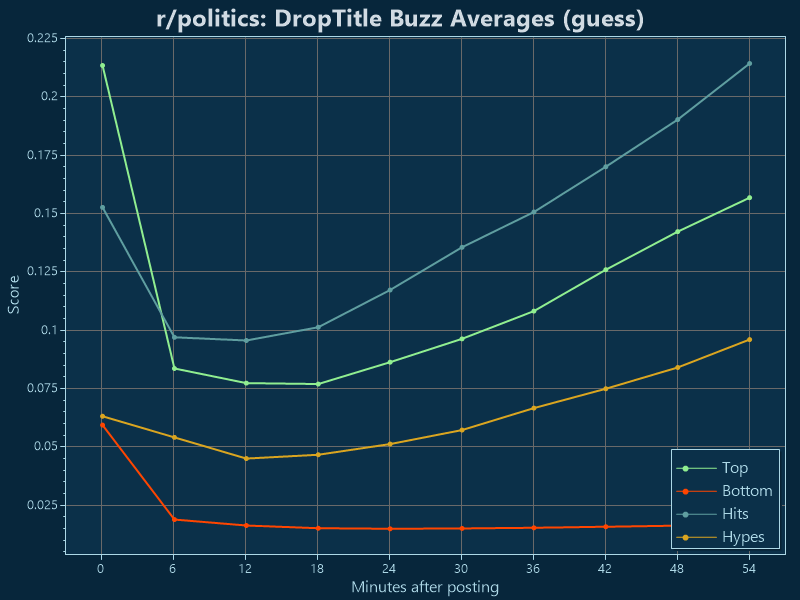 r/politics: DropTitle Buzz Averages (guess)
0.225
0.2
0.175
0.15
0.125
0.1
0.075
0.05
0.025
Score
Top
Bottom
Hits
Hypes
0 6 12 18 24 30 36 42 48 54
Minutes after posting